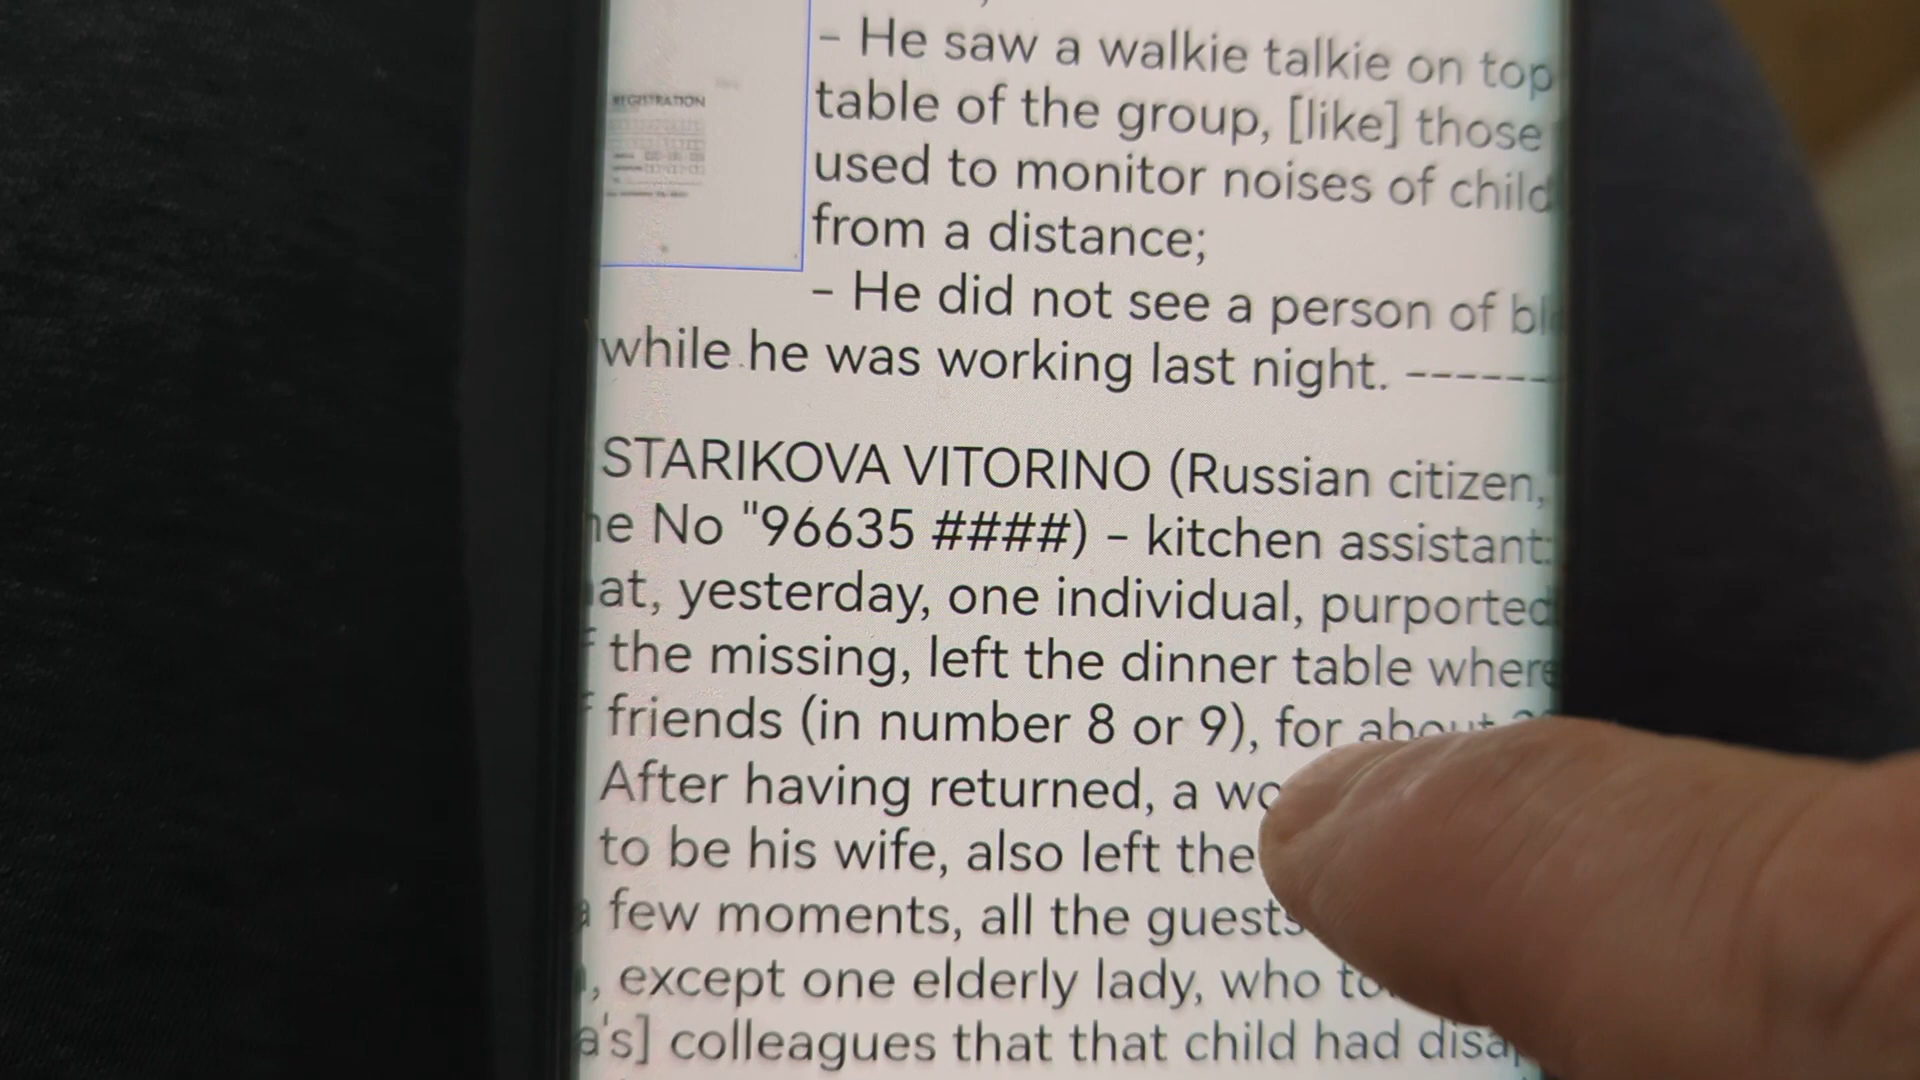 REGISTRATION
– He saw a walkie talkie on top
table of the group, [like] those
used to monitor noises of child
from a distance;
– He did not see a person of
while he was working last night. ------
STARIKOVA VITORINO (Russian citizen,
No "96635 ####) – kitchen assistant:
yesterday, one individual, purported
the missing, left the dinner table where
friends (in number 8 or 9), for about
After having returned, a
to be his wife, also left the
few moments, all the guests
, except one elderly lady, who
a's] colleagues that that child had